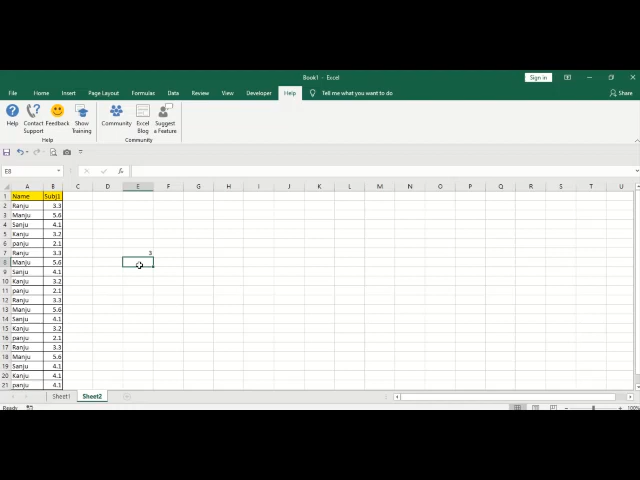 Book1 - Excel
Sign in
File Home Insert Page Layout Formulas Data Review View Developer Help Tell me what you want to do Share
Help Contact Support Feedback Show Training Community Excel Blog Suggest a Feature
Help Community
E8 fx
A B C D E F G H I J K L M N O P Q R S T U
1 Name Subj1
2 Ranju 3.3
3 Manju 5.6
4 Sanju 4.1
5 Kanju 3.2
6 panju 2.1
7 Ranju 3.3 3
8 Manju 5.6
9 Sanju 4.1
10 Kanju 3.2
11 panju 2.1
12 Ranju 3.3
13 Manju 5.6
14 Sanju 4.1
15 Kanju 3.2
16 panju 2.1
17 Ranju 3.3
18 Manju 5.6
19 Sanju 4.1
20 Kanju 4.1
21 panju 4.1
Sheet1 Sheet2
Ready 100%